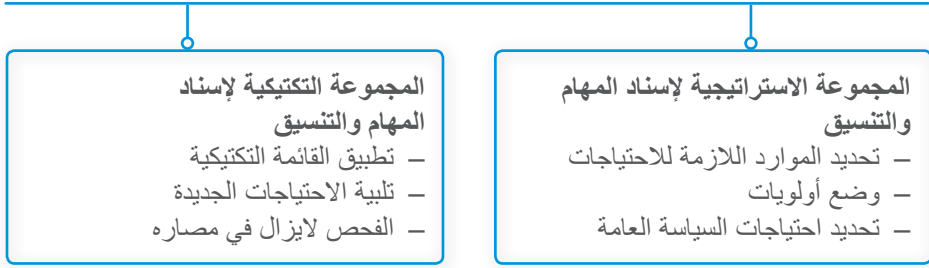 المجموعة الاستراتيجية لإسناد المهام
والتنسيق
– تحديد الموارد اللازمة للاحتياجات
– وضع أولويات
– تحديد احتياجات السياسة العامة
المجموعة التكتيكية لإسناد
المهام والتنسيق
– تطبيق القائمة التكتيكية
– تلبية الاحتياجات الجديدة
– الفحص لايزال في مصاره